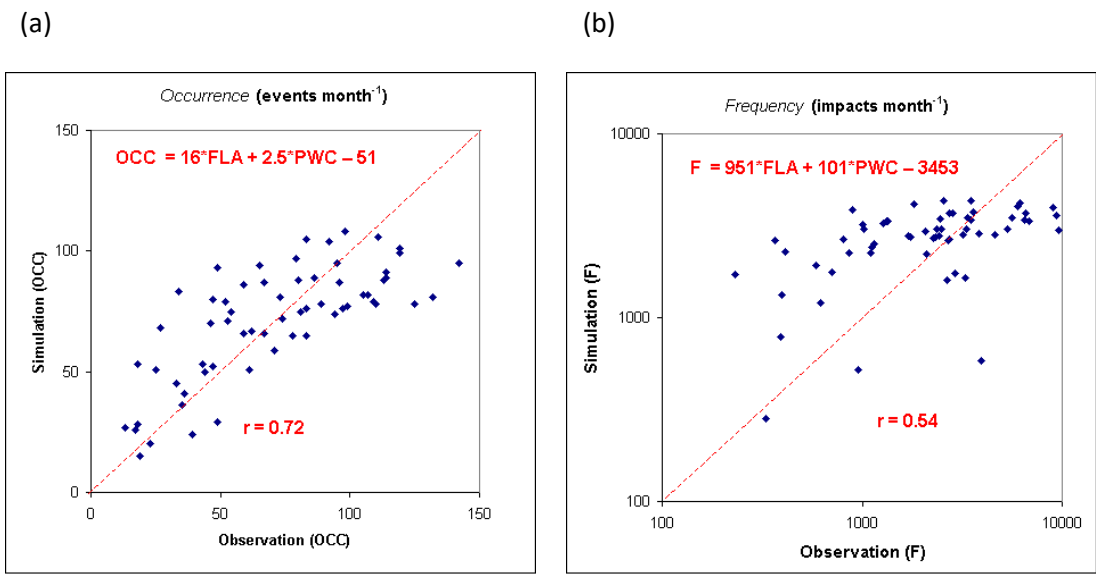 (a)
(b)
Occurrence (events month⁻¹)
150
OCC = 16*FLA + 2.5*PWC – 51
100
Simulation (OCC)
50
r = 0.72
0
0 50 100 150
Observation (OCC)
Frequency (impacts month⁻¹)
10000
F = 951*FLA + 101*PWC – 3453
1000
Simulation (F)
r = 0.54
100
100 1000 10000
Observation (F)